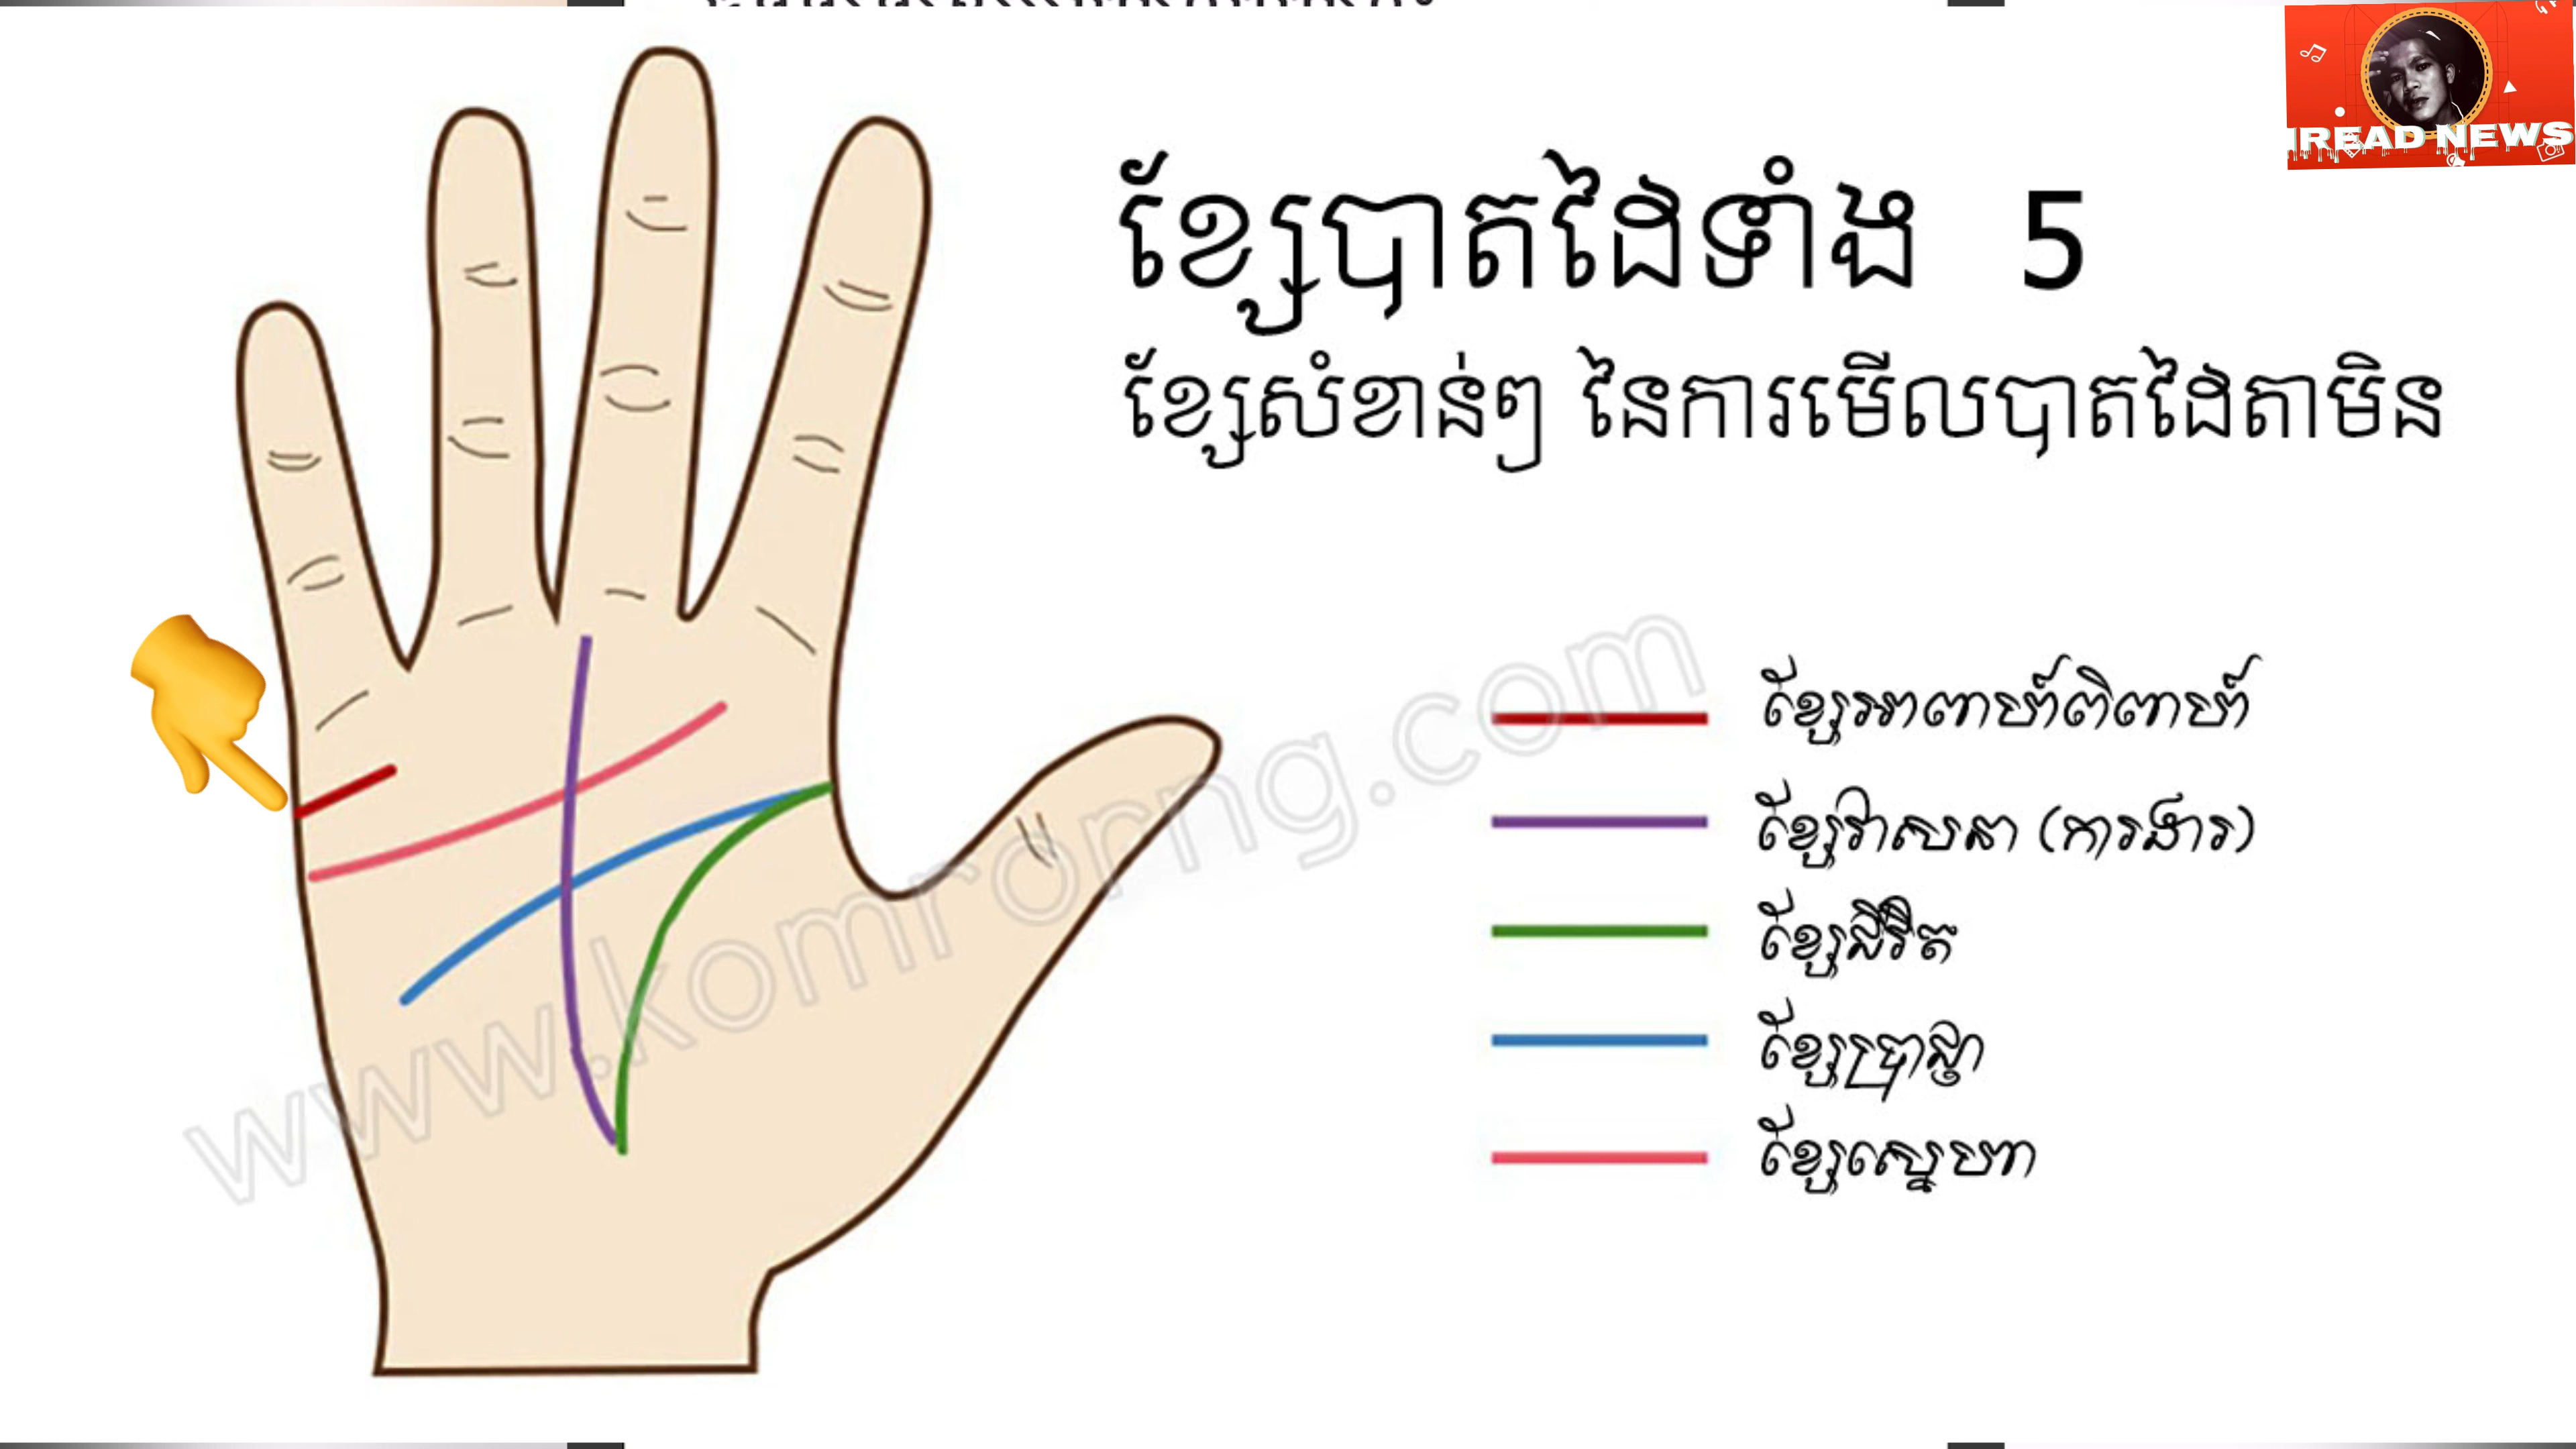 IREAD NEWS
ខ្សែបាតដៃទាំង 5
ខ្សែសំខាន់ៗ នៃការមើលបាតដៃតាមិន
ខ្សែអាពាហ៍ពិពាហ៍
ខ្សែវាសនា (ការងារ)
ខ្សែជីវិត
ខ្សែប្រាជ្ញា
ខ្សែស្នេហា
www.komrorng.com